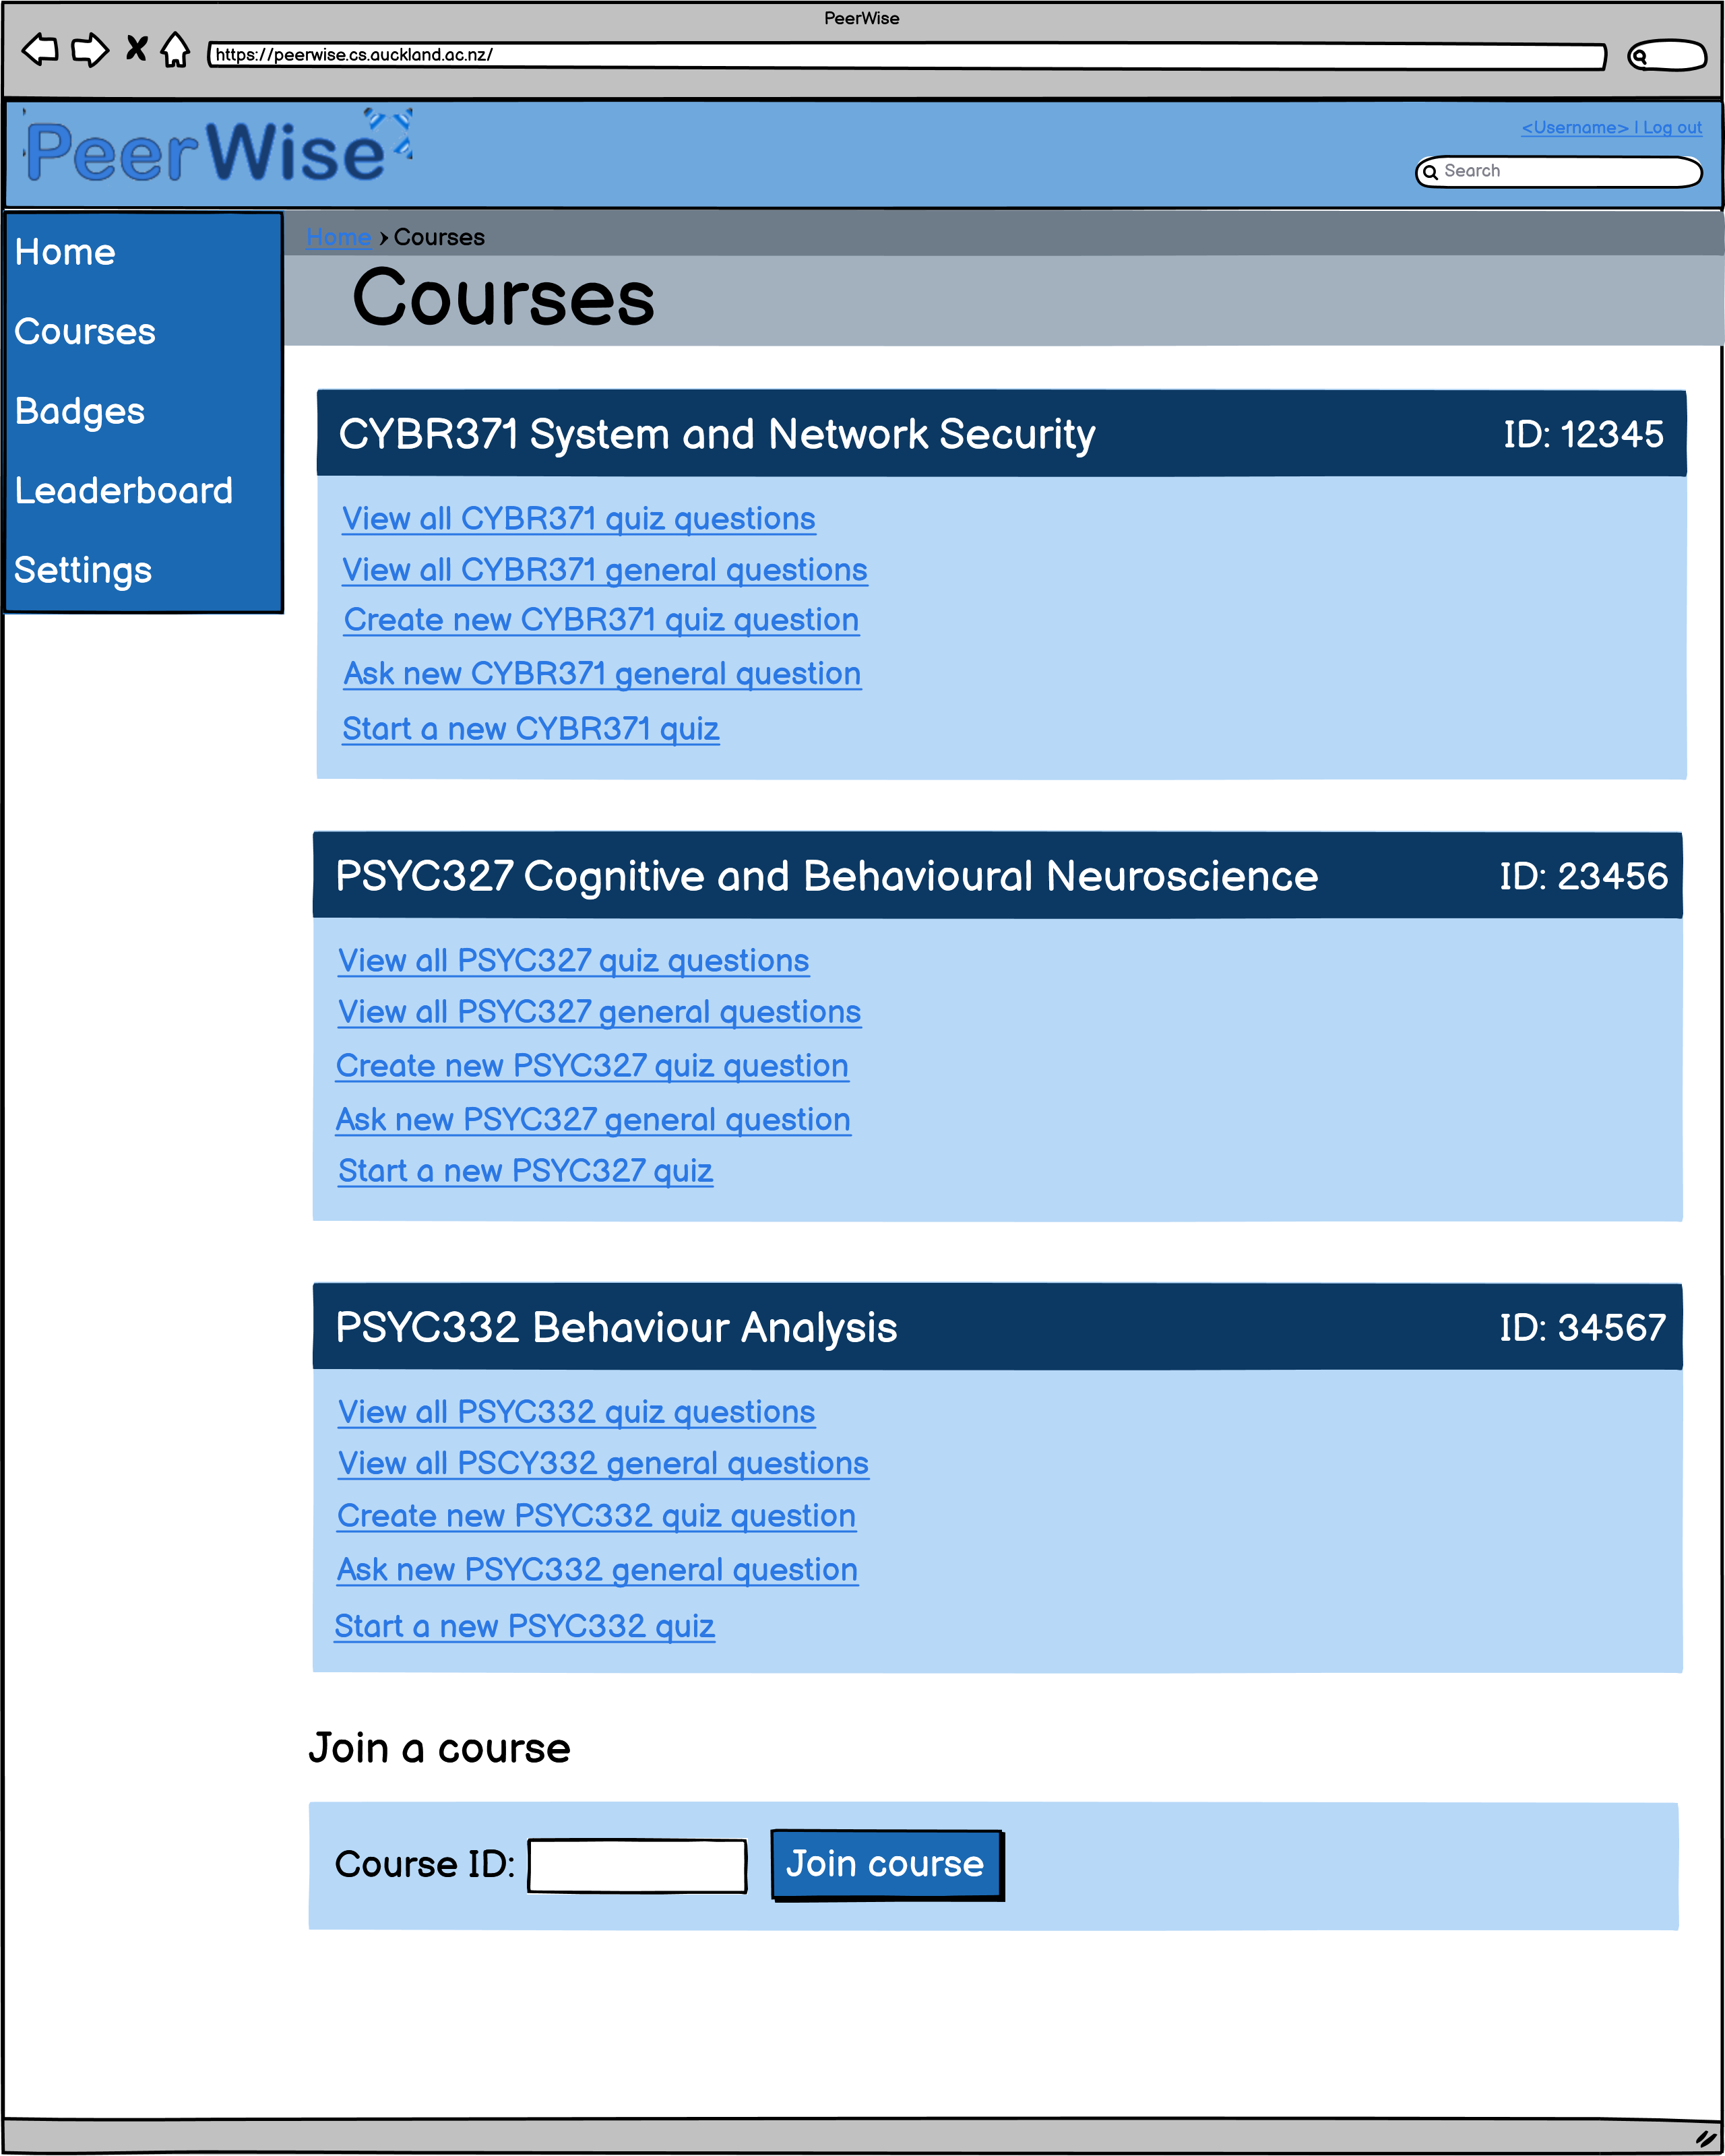 PeerWise
https://peerwise.cs.auckland.ac.nz/
PeerWise
<Username> | Log out
Search
Home
Courses
Badges
Leaderboard
Settings
Home › Courses
Courses
CYBR371 System and Network Security ID: 12345
View all CYBR371 quiz questions
View all CYBR371 general questions
Create new CYBR371 quiz question
Ask new CYBR371 general question
Start a new CYBR371 quiz
PSYC327 Cognitive and Behavioural Neuroscience ID: 23456
View all PSYC327 quiz questions
View all PSYC327 general questions
Create new PSYC327 quiz question
Ask new PSYC327 general question
Start a new PSYC327 quiz
PSYC332 Behaviour Analysis ID: 34567
View all PSYC332 quiz questions
View all PSCY332 general questions
Create new PSYC332 quiz question
Ask new PSYC332 general question
Start a new PSYC332 quiz
Join a course
Course ID: Join course